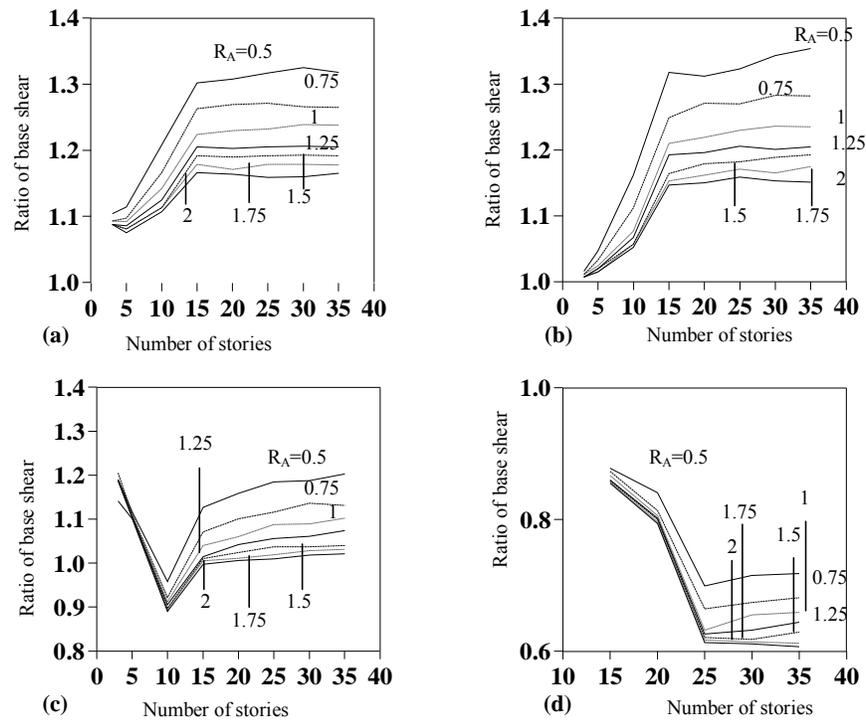 1.4
1.3
1.2
1.1
1.0
Ratio of base shear
R_A=0.5
0.75
1
1.25
2
1.75
1.5
0 5 10 15 20 25 30 35 40
(a)
Number of stories
1.4
1.3
1.2
1.1
1.0
Ratio of base shear
R_A=0.5
0.75
1
1.25
2
1.5
1.75
0 5 10 15 20 25 30 35 40
(b)
Number of stories
1.4
1.3
1.2
1.1
1.0
0.9
0.8
Ratio of base shear
1.25
R_A=0.5
0.75
1
2
1.75
1.5
0 5 10 15 20 25 30 35 40
(c)
Number of stories
1.0
0.8
0.6
Ratio of base shear
R_A=0.5
1
1.75
1.5
2
0.75
1.25
10 15 20 25 30 35 40
(d)
Number of stories